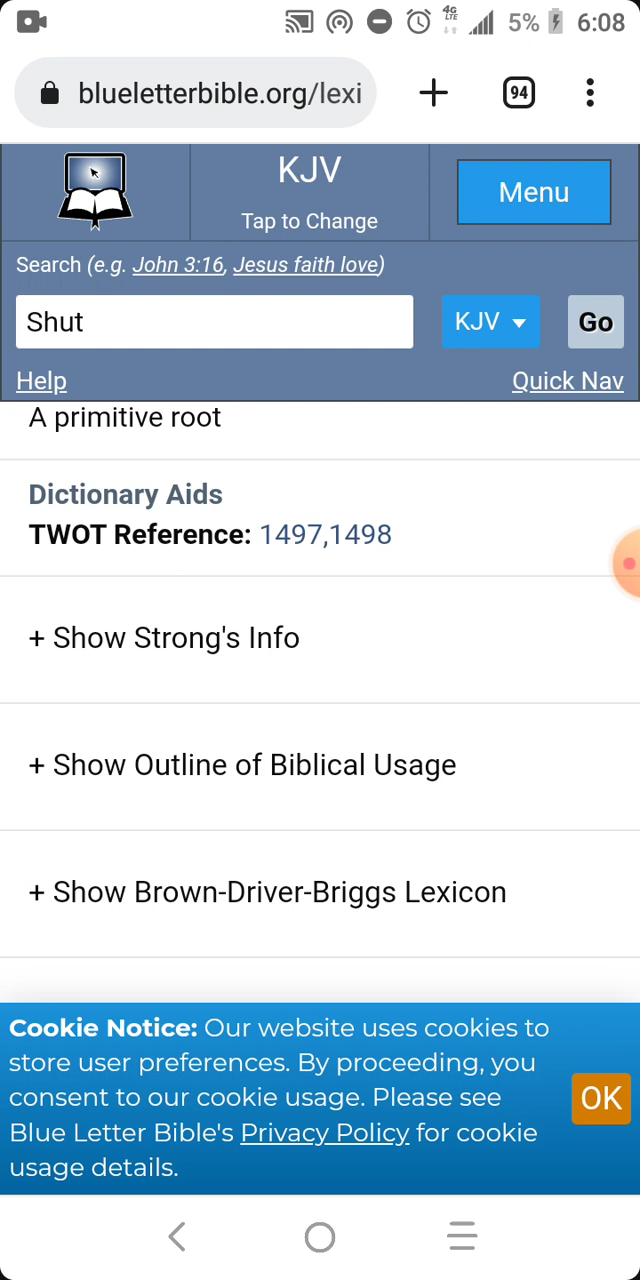 4G
LTE
5%
6:08
blueletterbible.org/lexi
94
KJV
Tap to Change
Menu
Search (e.g. John 3:16, Jesus faith love)
Shut
KJV
Go
Help
Quick Nav
A primitive root
Dictionary Aids
TWOT Reference: 1497,1498
+ Show Strong's Info
+ Show Outline of Biblical Usage
+ Show Brown-Driver-Briggs Lexicon
Cookie Notice: Our website uses cookies to
store user preferences. By proceeding, you
consent to our cookie usage. Please see
Blue Letter Bible's Privacy Policy for cookie
usage details.
OK